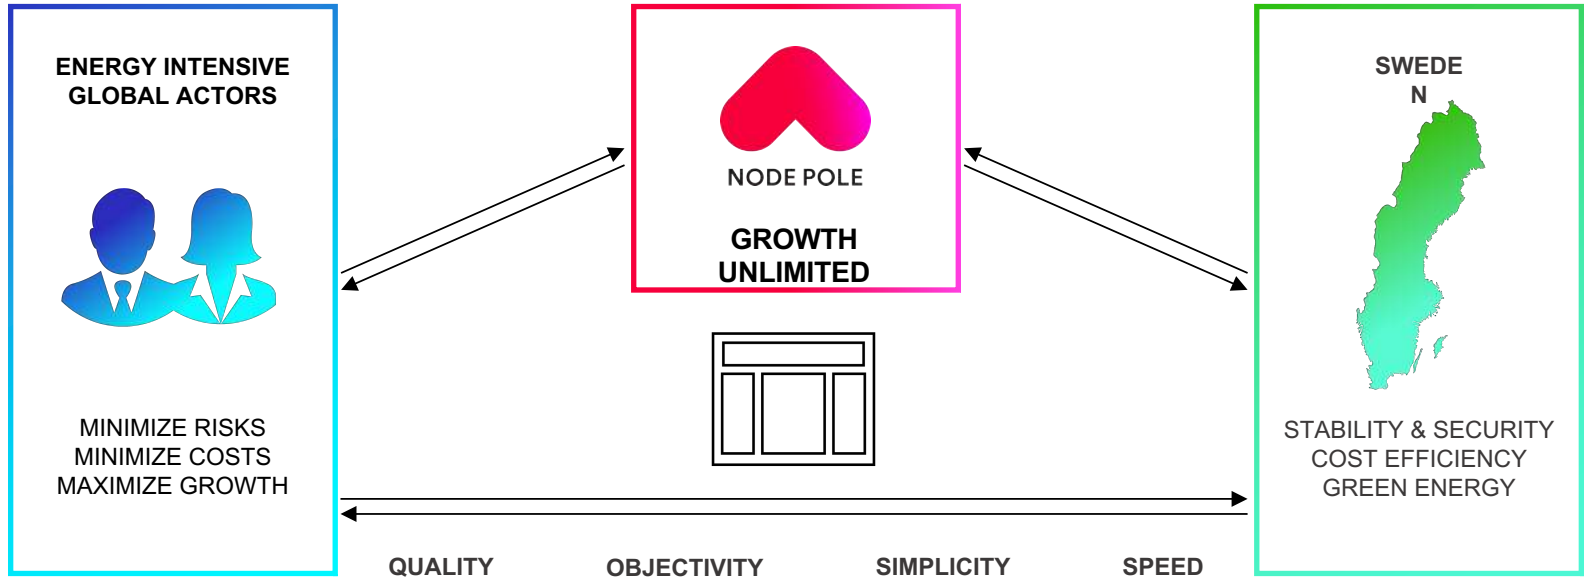 ENERGY INTENSIVE
GLOBAL ACTORS
MINIMIZE RISKS
MINIMIZE COSTS
MAXIMIZE GROWTH
NODE POLE
GROWTH
UNLIMITED
SWEDE
N
STABILITY & SECURITY
COST EFFICIENCY
GREEN ENERGY
QUALITY OBJECTIVITY SIMPLICITY SPEED